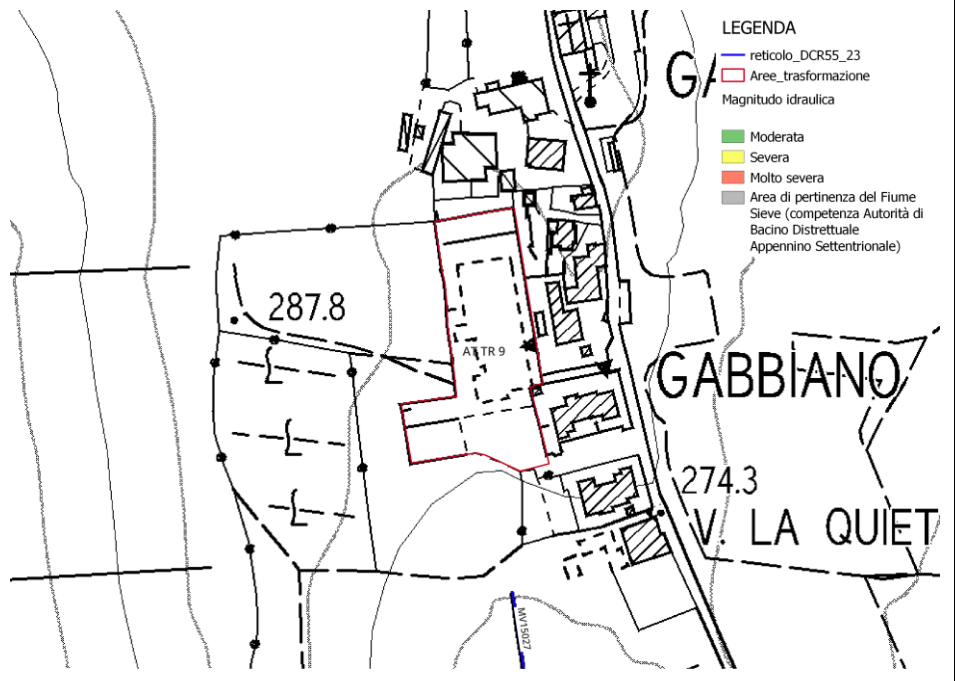 LEGENDA
reticolo_DCR55_23
Aree_trasformazione
Magnitudo idraulica
Moderata
Severa
Molto severa
Area di pertinenza del Fiume
Sieve (competenza Autorità di
Bacino Distrettuale
Appennino Settentrionale)
GA
287.8
AT TR 9
GABBIANO
274.3
V. LA QUIET
MV15027